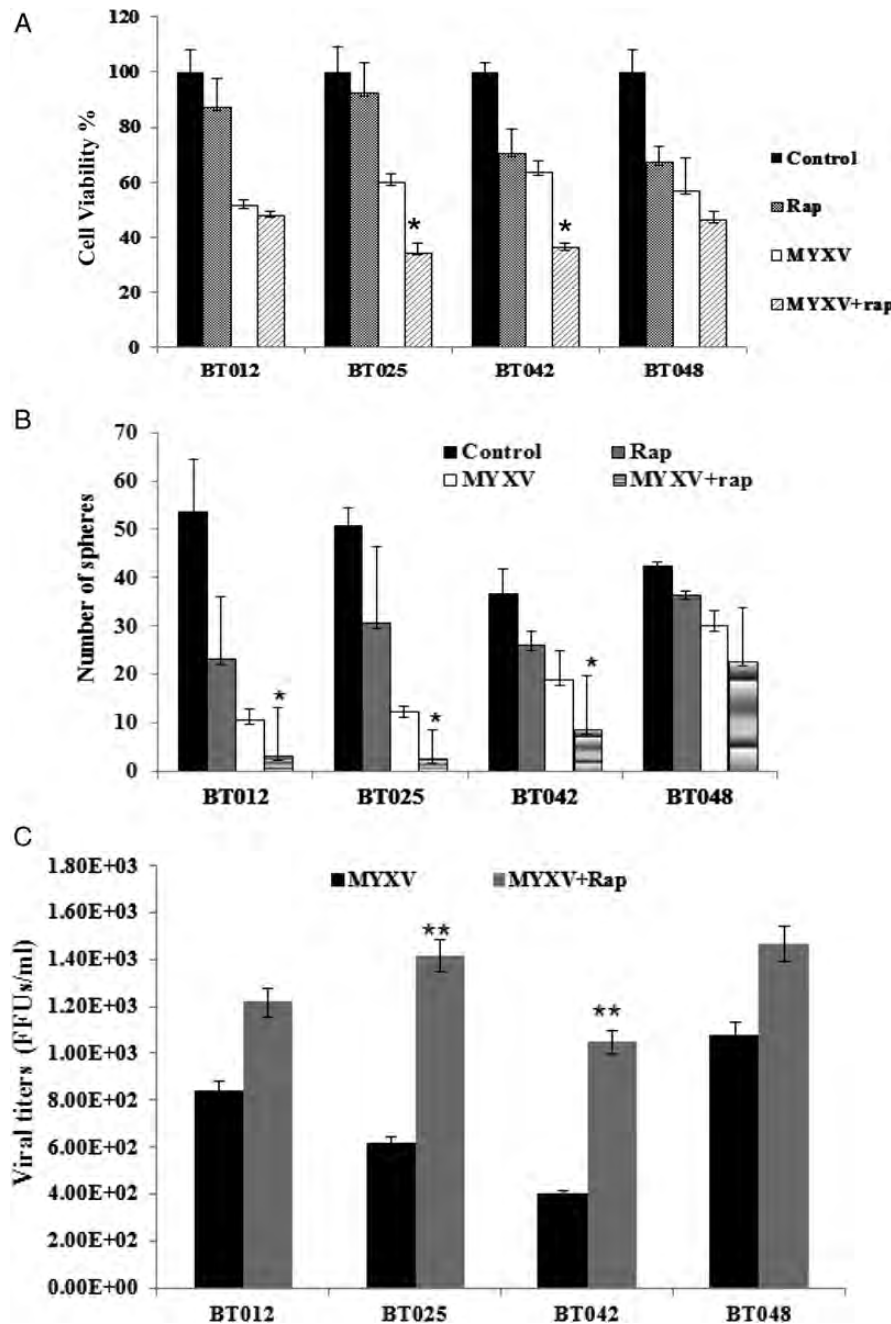 A
Cell Viability %
120
100
80
60
40
20
0
BT012 BT025 BT042 BT048
Control
Rap
MYXV
MYXV+rap
*
*
B
Number of spheres
70
60
50
40
30
20
10
0
Control Rap
MYXV MYXV+rap
* * *
BT012 BT025 BT042 BT048
C
Viral titers (FFUs/ml)
1.80E+03
1.60E+03
1.40E+03
1.20E+03
1.00E+03
8.00E+02
6.00E+02
4.00E+02
2.00E+02
0.00E+00
MYXV MYXV+Rap
**
**
BT012 BT025 BT042 BT048